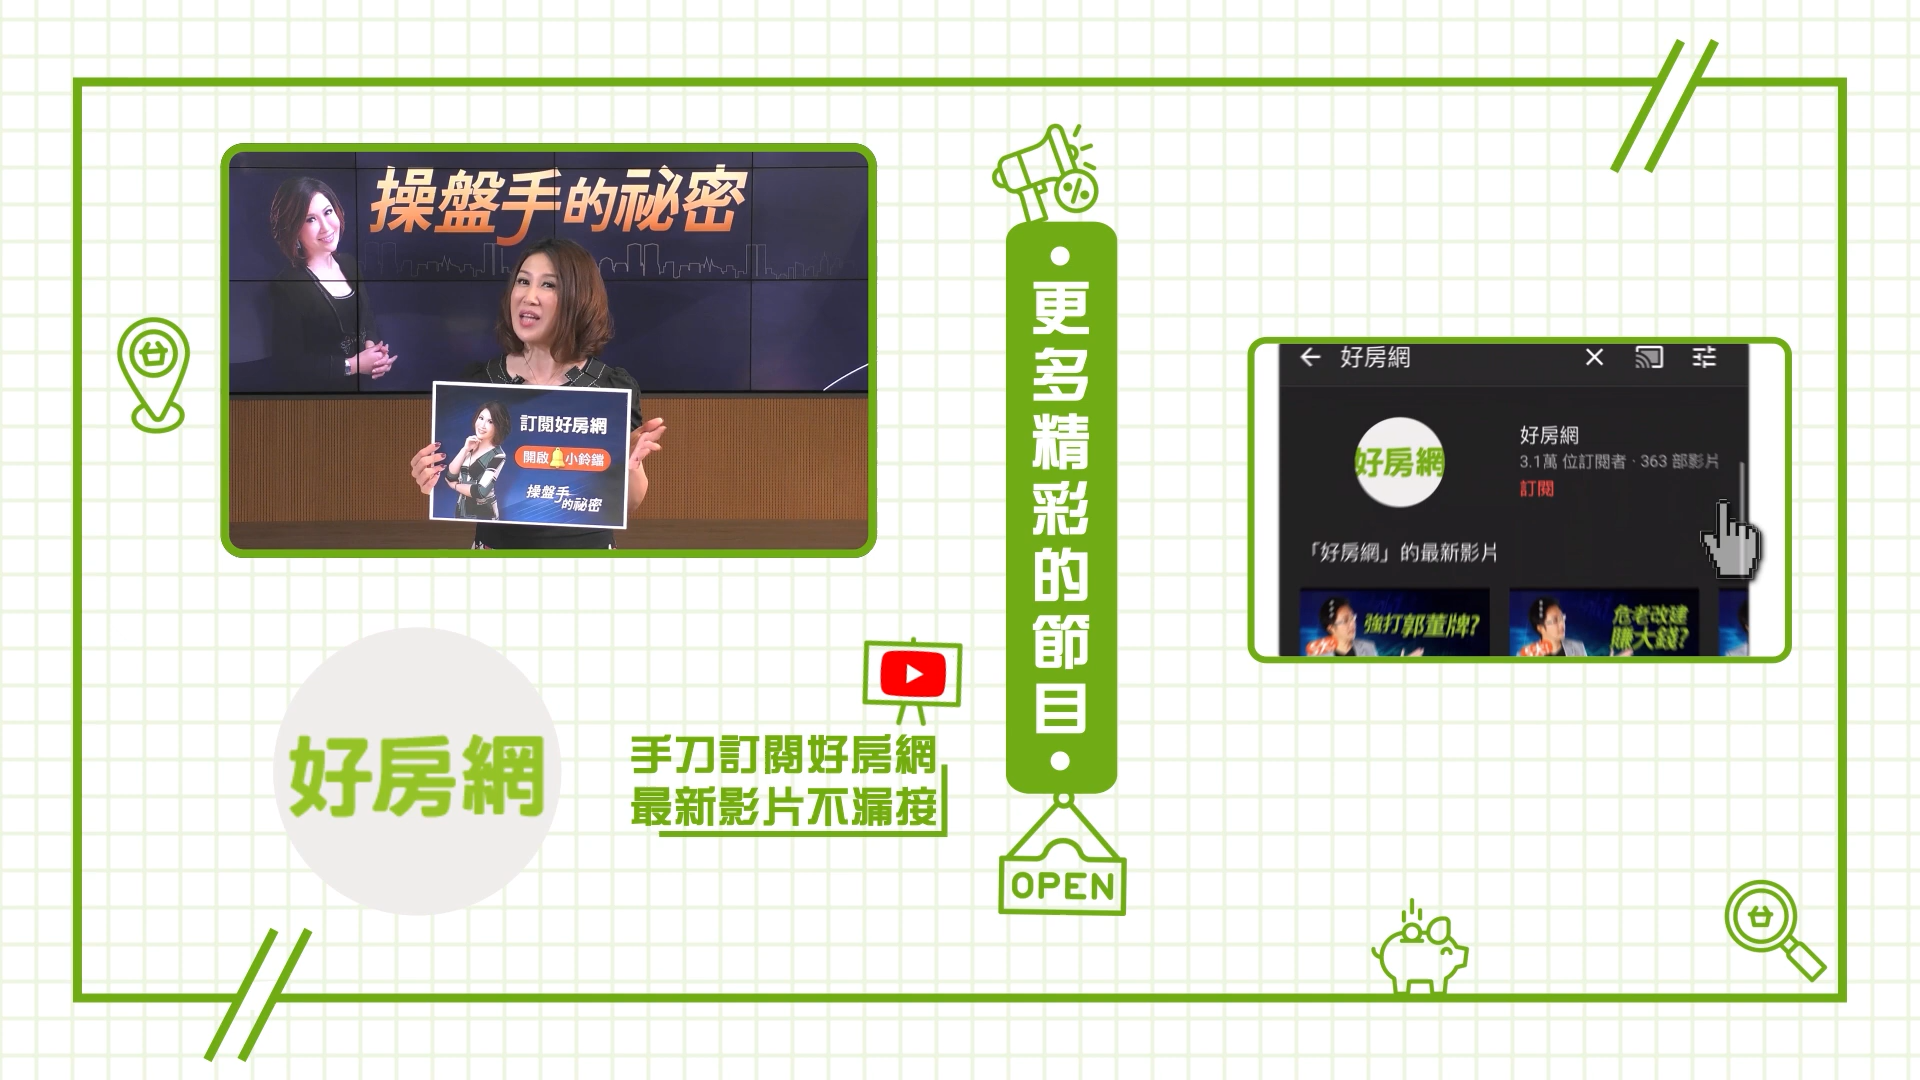 操盤手的祕密
訂閱好房網
開啟小鈴鐺
操盤手的祕密
好房網
手刀訂閱好房網
最新影片不漏接
更多精彩的節目
OPEN
好房網
好房網
好房網
3.1萬 位訂閱者 · 363 部影片
訂閱
「好房網」的最新影片
強打郭董牌?
危老改建
賺大錢?